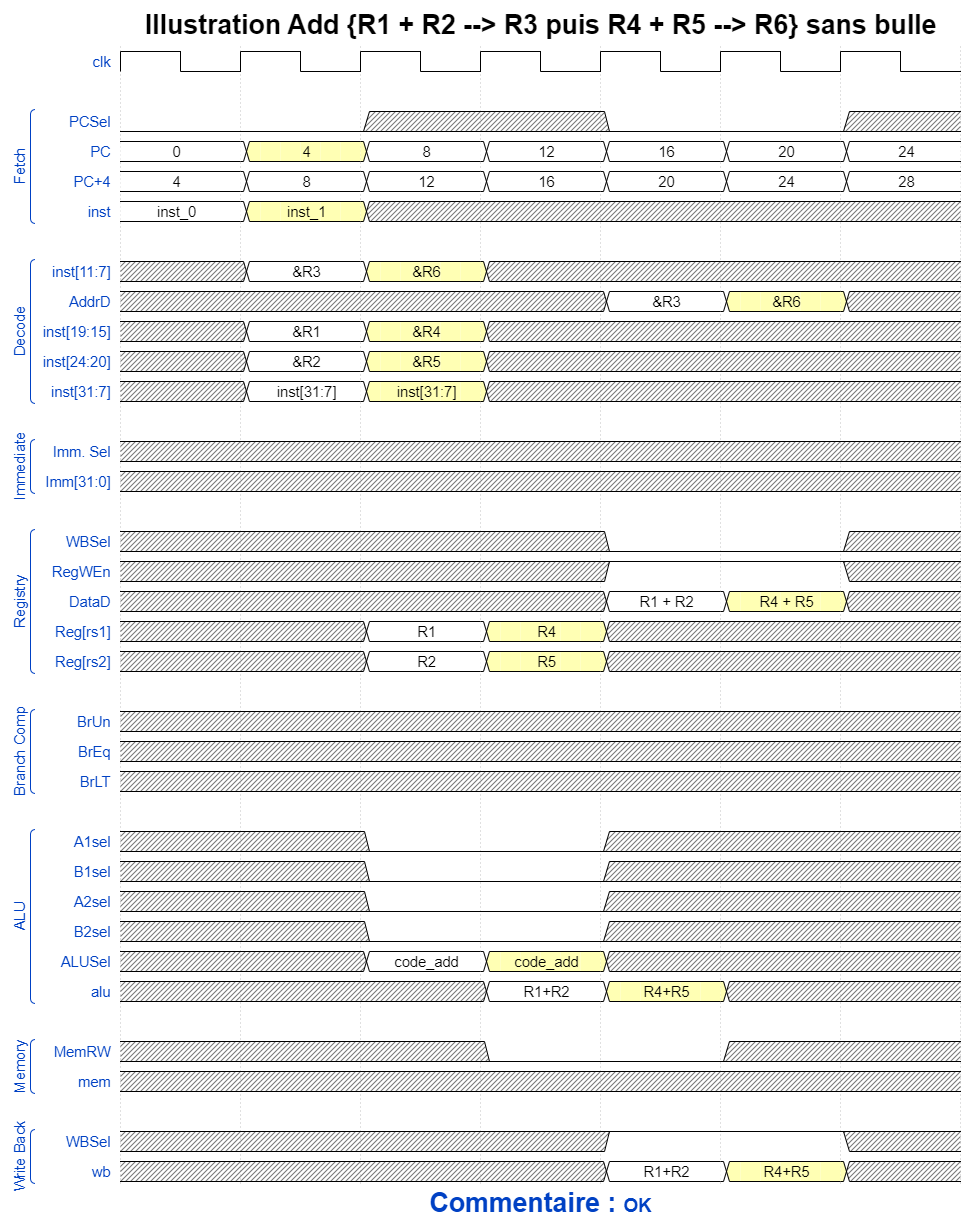 Illustration Add {R1 + R2 --> R3 puis R4 + R5 --> R6} sans bulle
clk
Fetch
PCSel
PC 0 4 8 12 16 20 24
PC+4 4 8 12 16 20 24 28
inst inst_0 inst_1
Decode
inst[11:7] &R3 &R6
AddrD &R3 &R6
inst[19:15] &R1 &R4
inst[24:20] &R2 &R5
inst[31:7] inst[31:7] inst[31:7]
Immediate
Imm. Sel
Imm[31:0]
Registry
WBSel
RegWEn
DataD R1 + R2 R4 + R5
Reg[rs1] R1 R4
Reg[rs2] R2 R5
Branch Comp
BrUn
BrEq
BrLT
ALU
A1sel
B1sel
A2sel
B2sel
ALUSel code_add code_add
alu R1+R2 R4+R5
Memory
MemRW
mem
Write Back
WBSel
wb R1+R2 R4+R5
Commentaire : OK